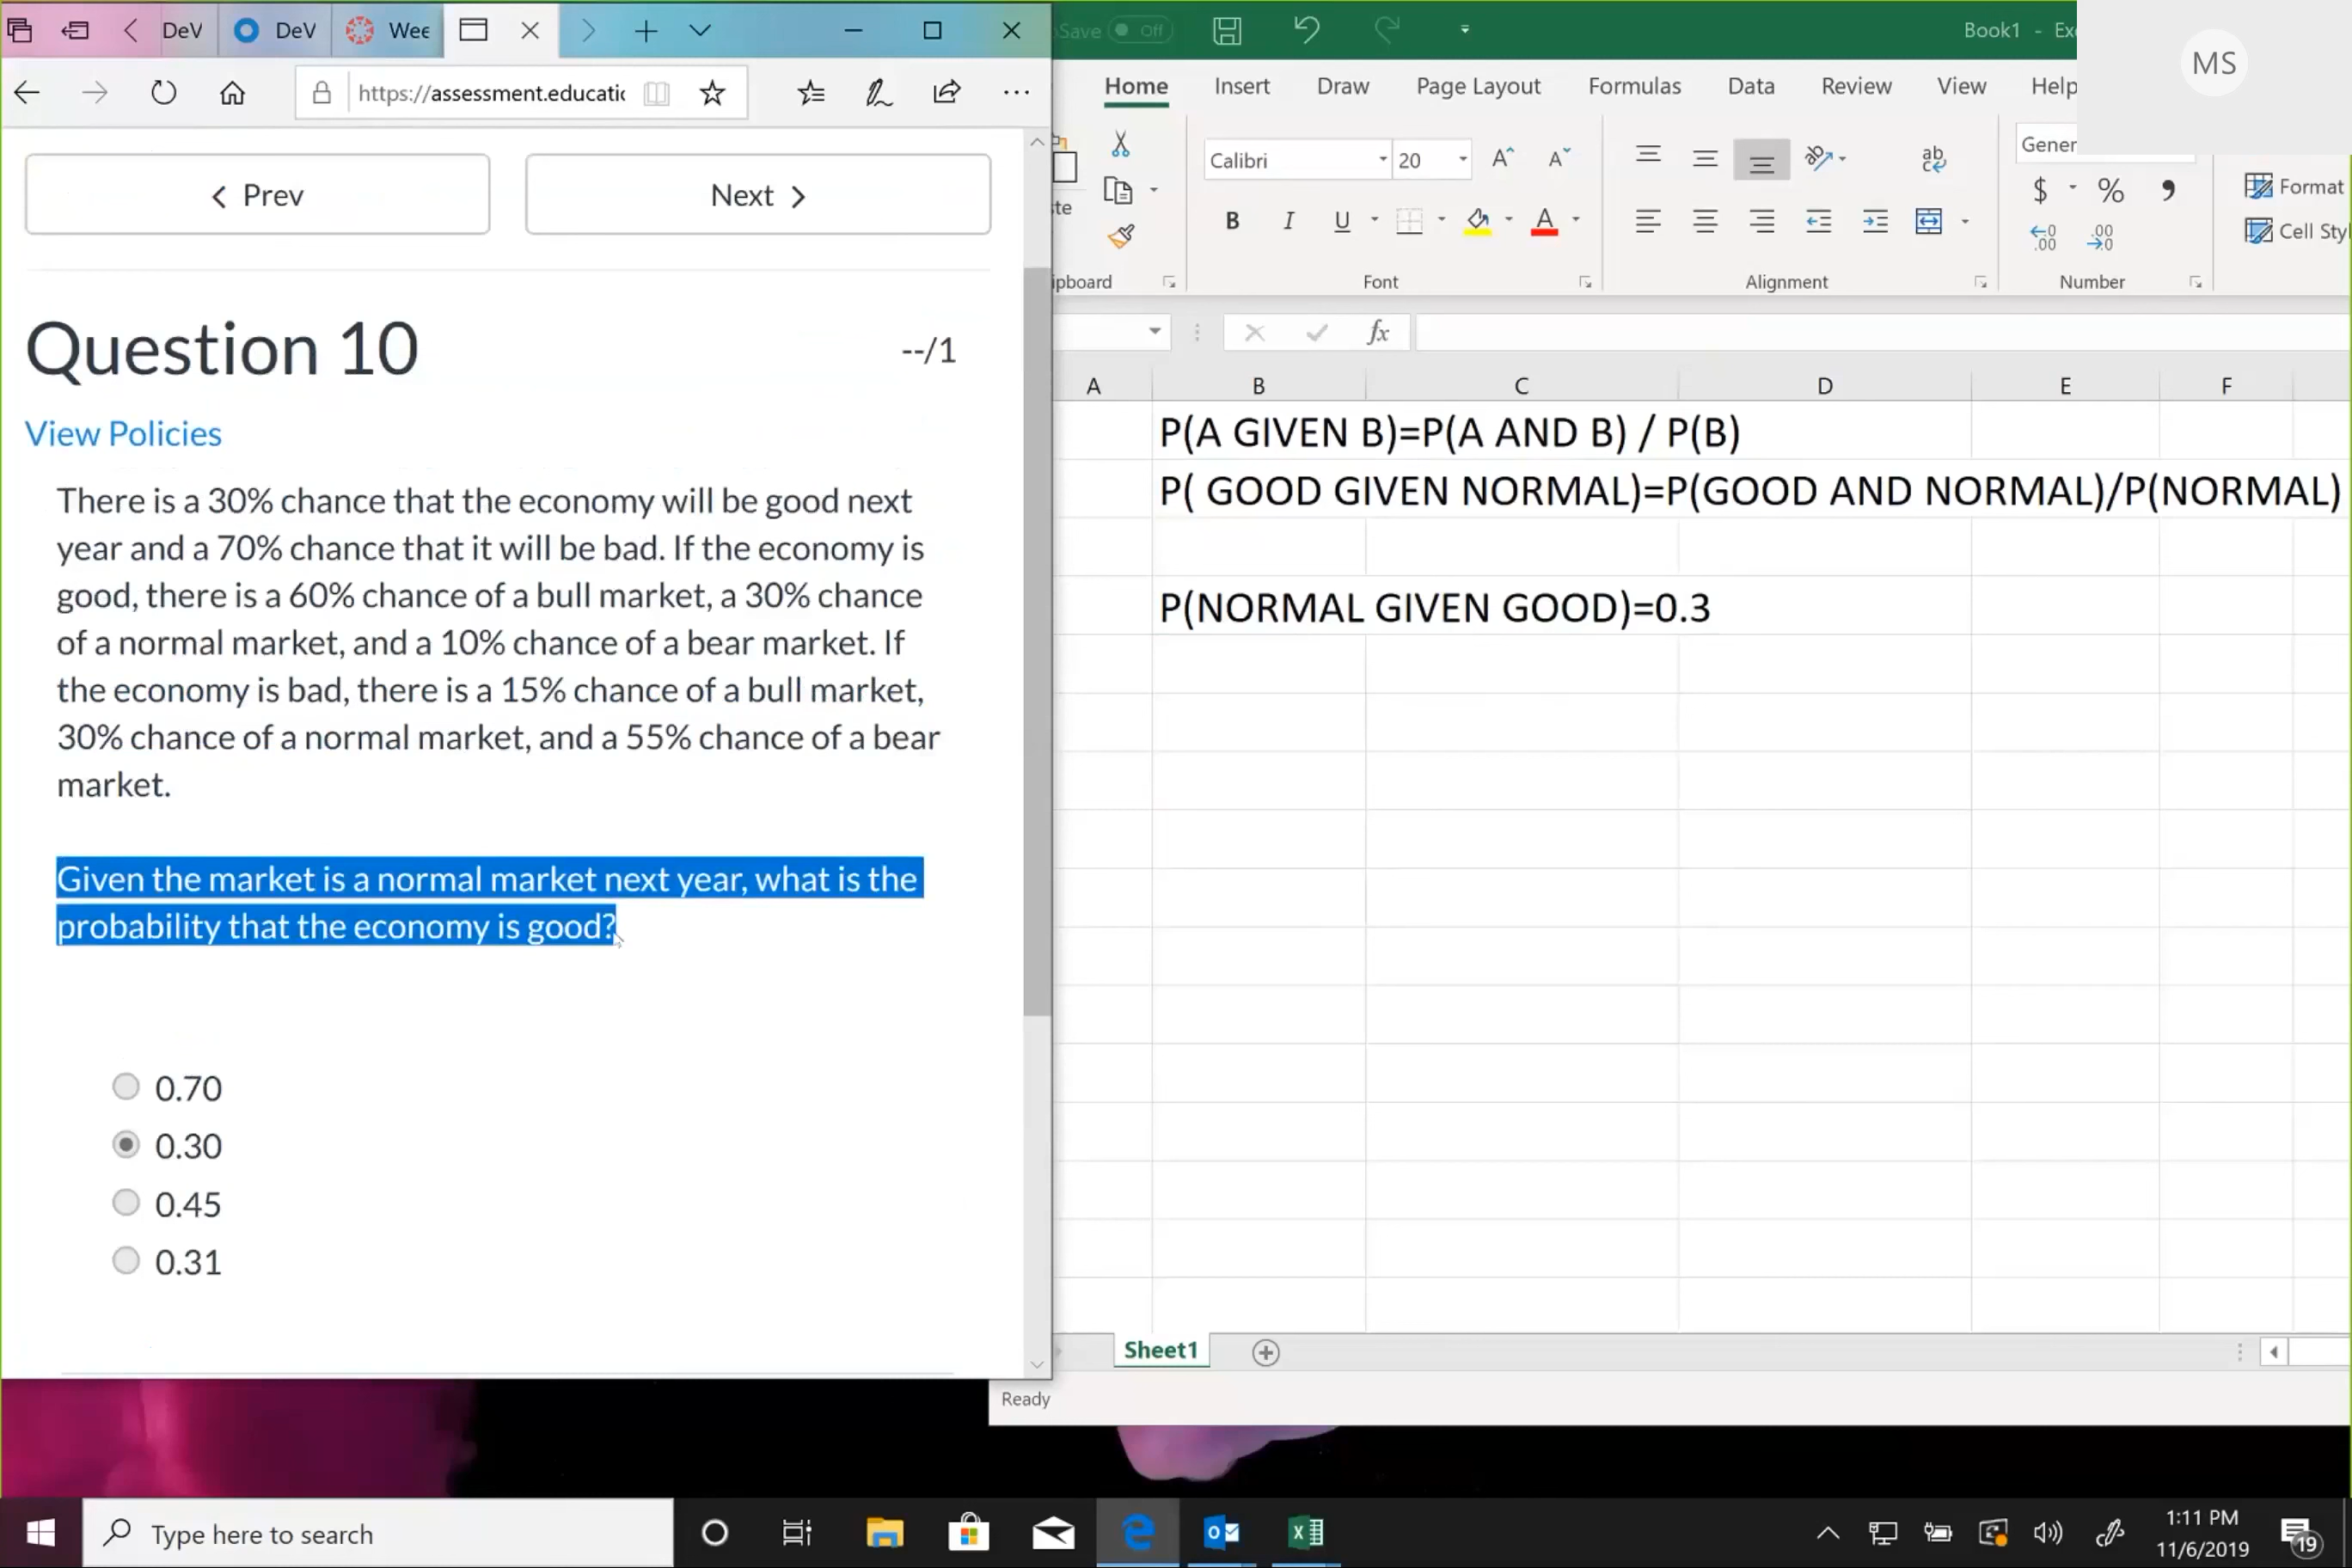 DeV
DeV
Wee
https://assessment.educatic
Prev
Next
Question 10
--/1
View Policies
There is a 30% chance that the economy will be good next
year and a 70% chance that it will be bad. If the economy is
good, there is a 60% chance of a bull market, a 30% chance
of a normal market, and a 10% chance of a bear market. If
the economy is bad, there is a 15% chance of a bull market,
30% chance of a normal market, and a 55% chance of a bear
market.
Given the market is a normal market next year, what is the
probability that the economy is good?
0.70
0.30
0.45
0.31
Save Off
Book1 - Exc
MS
Home Insert Draw Page Layout Formulas Data Review View Help
ste
Calibri 20
B I U
ab
Gener
$ % ,
Format
Cell Sty
ipboard Font Alignment Number
fx
A B C D E F
P(A GIVEN B)=P(A AND B) / P(B)
P( GOOD GIVEN NORMAL)=P(GOOD AND NORMAL)/P(NORMAL)
P(NORMAL GIVEN GOOD)=0.3
Sheet1
Ready
Type here to search
1:11 PM
11/6/2019
19